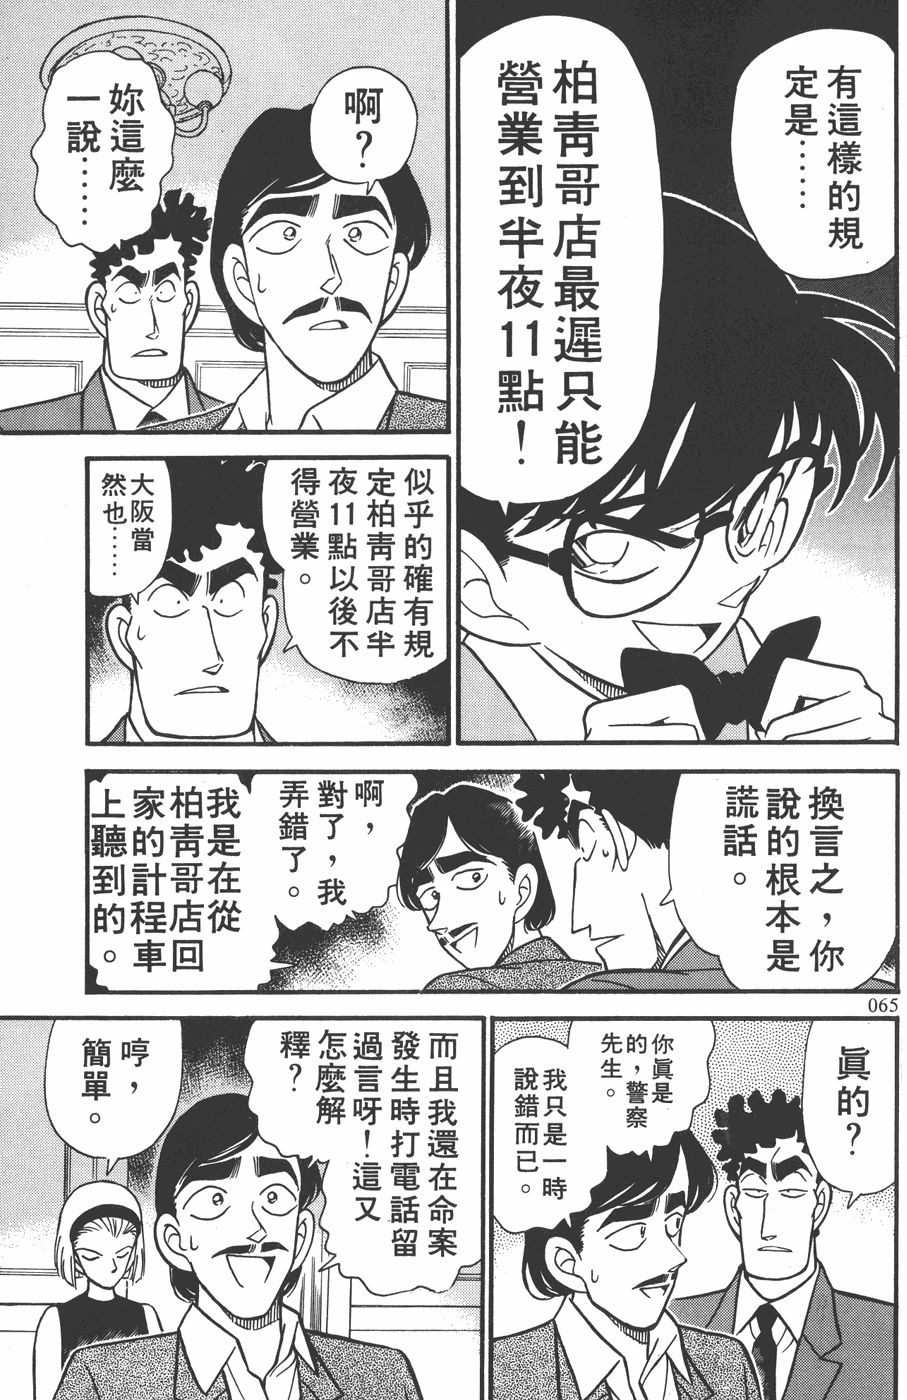 有這樣的規
定是……
柏青哥店最遲只能
營業到半夜11點！
啊？
妳這麼
一說……
似乎的確有規
定柏青哥店半
夜11點以後不
得營業。
大阪當
然也……
換言之，你
說的根本是
謊話。
啊，
對了，我
弄錯了。
我是在從
柏青哥店回
家的計程車
上聽到的。
065
真的？
你真是
的，警察
先生。
我只是一時
說錯而已。
而且我還在命案
發生時打電話留
過言呀！這又
怎麼解
釋？
哼，
簡單。